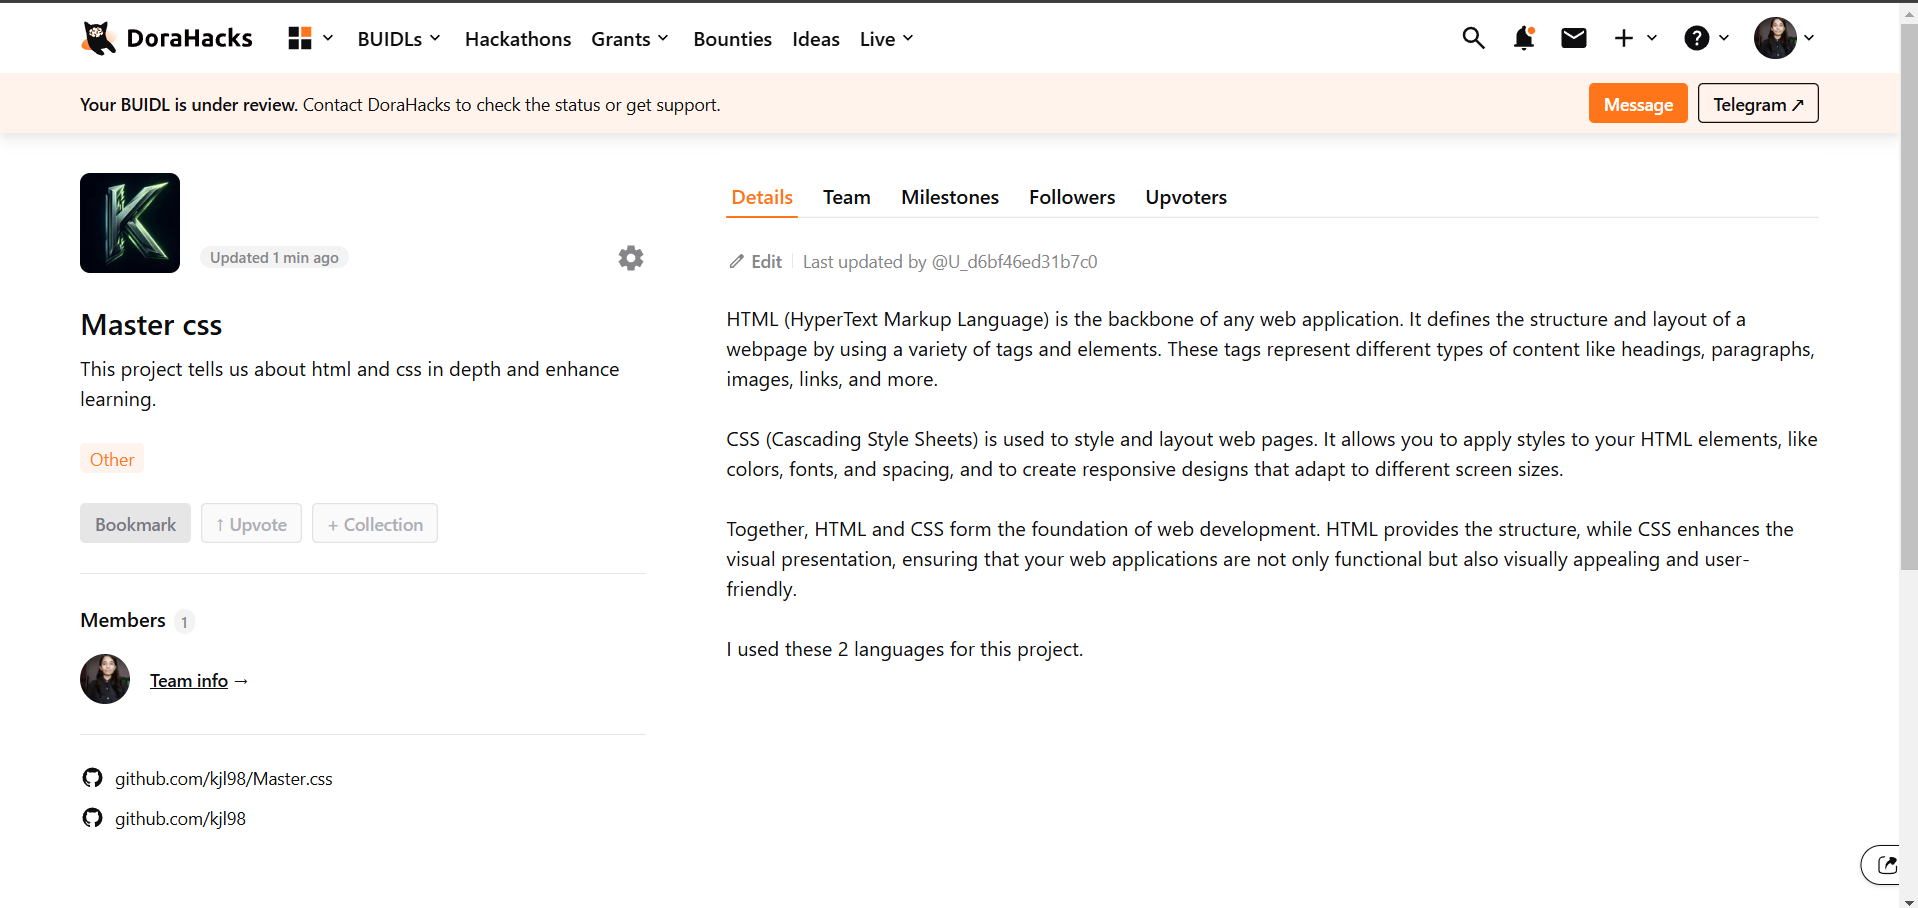 DoraHacks BUIDLs Hackathons Grants Bounties Ideas Live
Your BUIDL is under review. Contact DoraHacks to check the status or get support. Message Telegram ↗
K
Updated 1 min ago
Master css
This project tells us about html and css in depth and enhance
learning.
Other
Bookmark ↑ Upvote + Collection
Members 1
Team info →
github.com/kjl98/Master.css
github.com/kjl98
Details Team Milestones Followers Upvoters
Edit Last updated by @U_d6bf46ed31b7c0
HTML (HyperText Markup Language) is the backbone of any web application. It defines the structure and layout of a
webpage by using a variety of tags and elements. These tags represent different types of content like headings, paragraphs,
images, links, and more.
CSS (Cascading Style Sheets) is used to style and layout web pages. It allows you to apply styles to your HTML elements, like
colors, fonts, and spacing, and to create responsive designs that adapt to different screen sizes.
Together, HTML and CSS form the foundation of web development. HTML provides the structure, while CSS enhances the
visual presentation, ensuring that your web applications are not only functional but also visually appealing and user-
friendly.
I used these 2 languages for this project.